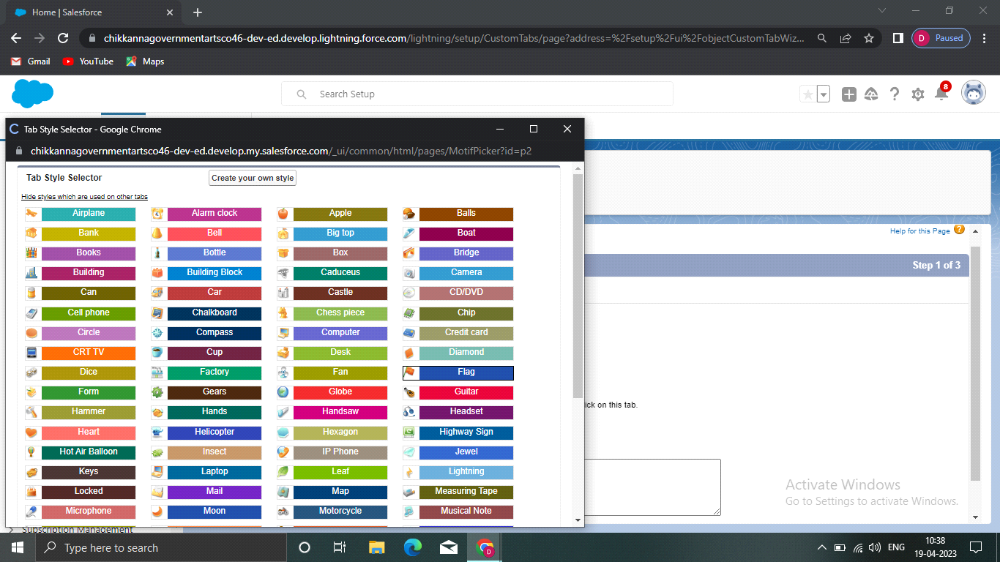 Home | Salesforce
chikkannagovernmentartsco46-dev-ed.develop.lightning.force.com/lightning/setup/CustomTabs/page?address=%2Fsetup%2Fui%2FobjectCustomTabWiz...
D Paused
Gmail YouTube Maps
Search Setup
8
Tab Style Selector - Google Chrome
chikkannagovernmentartsco46-dev-ed.develop.my.salesforce.com/_ui/common/html/pages/MotifPicker?id=p2
Tab Style Selector Create your own style
Hide styles which are used on other tabs
Airplane Alarm clock Apple Balls
Bank Bell Big top Boat
Books Bottle Box Bridge
Building Building Block Caduceus Camera
Can Car Castle CD/DVD
Cell phone Chalkboard Chess piece Chip
Circle Compass Computer Credit card
CRT TV Cup Desk Diamond
Dice Factory Fan Flag
Form Gears Globe Guitar
Hammer Hands Handsaw Headset
Heart Helicopter Hexagon Highway Sign
Hot Air Balloon Insect IP Phone Jewel
Keys Laptop Leaf Lightning
Locked Mail Map Measuring Tape
Microphone Moon Motorcycle Musical Note
Help for this Page ?
Step 1 of 3
ick on this tab.
Activate Windows
Go to Settings to activate Windows.
Subscription Management
Type here to search
D
ENG
10:38
19-04-2023